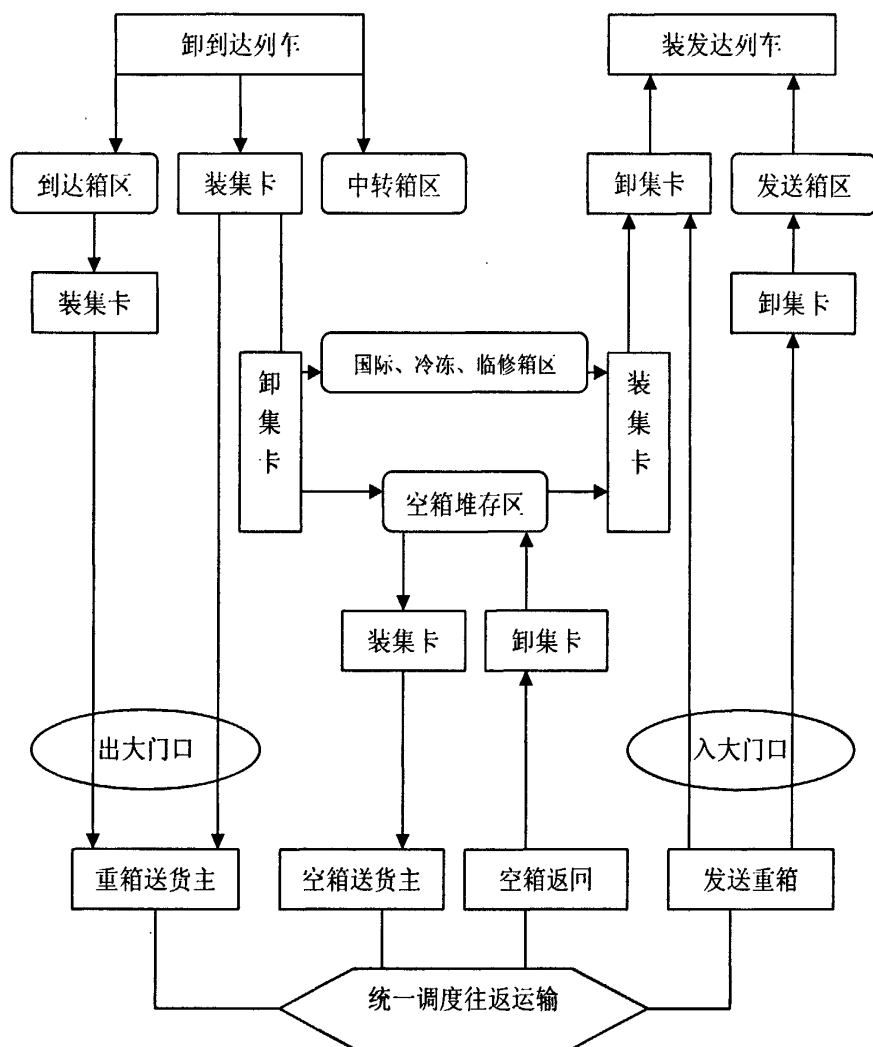 卸到达列车
装发达列车
到达箱区
装集卡
中转箱区
卸集卡
发送箱区
装集卡
卸集卡
国际、冷冻、临修箱区
卸集卡
装集卡
空箱堆存区
装集卡
卸集卡
出大门口
入大门口
重箱送货主
空箱送货主
空箱返回
发送重箱
统一调度往返运输